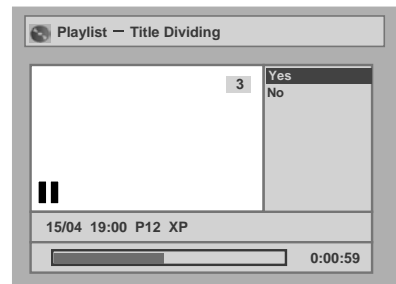 Playlist — Title Dividing
3
Yes
No
15/04 19:00 P12 XP
0:00:59